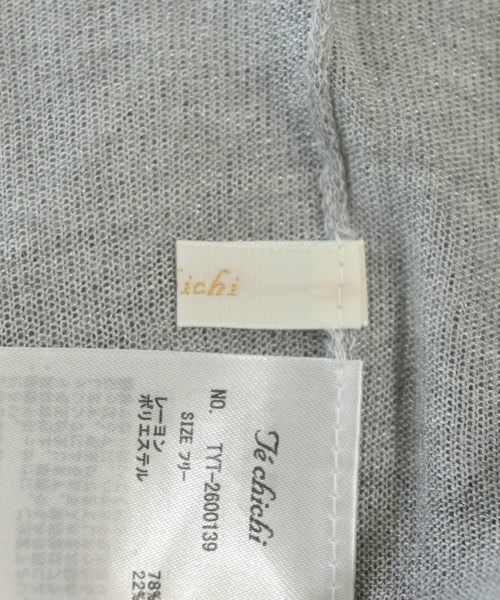 ichi
Té chichi
NO. TYT-2600139
SIZE フリー
レーヨン 78%
ポリエステル 22%